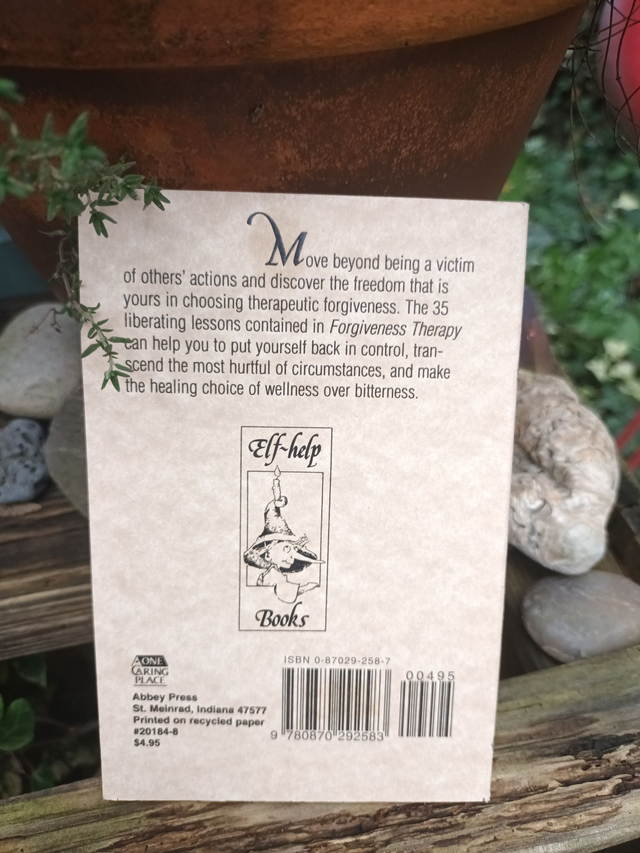 Move beyond being a victim
of others' actions and discover the freedom that is
yours in choosing therapeutic forgiveness. The 35
liberating lessons contained in Forgiveness Therapy
can help you to put yourself back in control, tran-
scend the most hurtful of circumstances, and make
the healing choice of wellness over bitterness.
Elf-help
Books
ONE
CARING
PLACE
Abbey Press
St. Meinrad, Indiana 47577
Printed on recycled paper
#20184-8
$4.95
ISBN 0-87029-258-7
00495
9 780870 292583